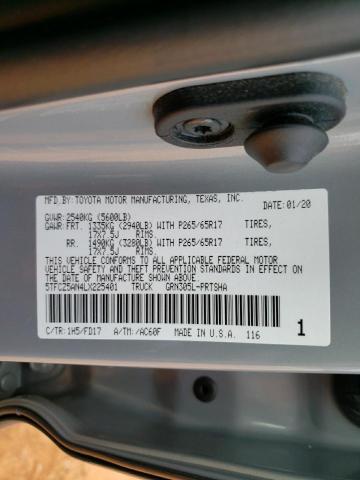 MFD. BY: TOYOTA MOTOR MANUFACTURING, TEXAS, INC.
GVWR: 2540KG (5600LB) DATE: 01/20
GAWR: FRT. 1335KG (2940LB) WITH P265/65R17 TIRES,
17X7.5J RIMS.
RR. 1490KG (3280LB) WITH P265/65R17 TIRES,
17X7.5J RIMS.
THIS VEHICLE CONFORMS TO ALL APPLICABLE FEDERAL MOTOR
VEHICLE SAFETY AND THEFT PREVENTION STANDARDS IN EFFECT
ON THE DATE OF MANUFACTURE SHOWN ABOVE.
5TFCZ5AN4LX225401 TRUCK GRN305L-PRTSHA
C/TR: 1H5/FD17 A/TM: /AC60F MADE IN U.S.A. 116 1